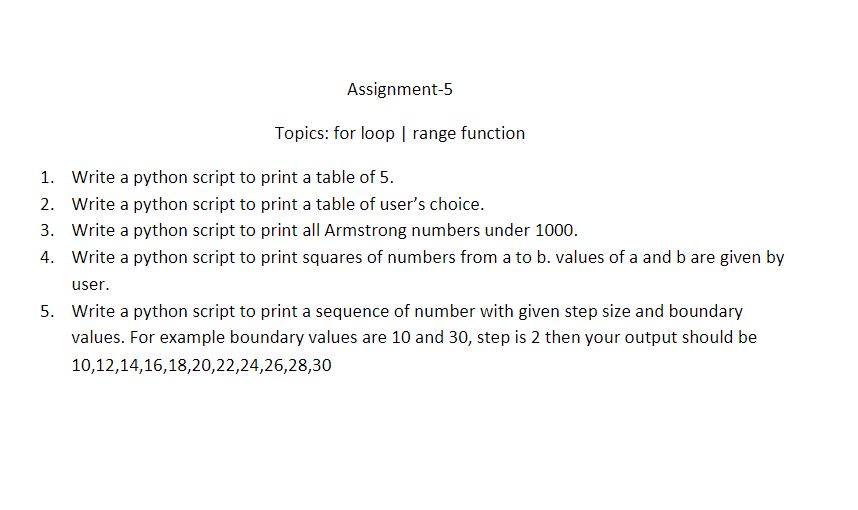 Assignment-5
Topics: for loop | range function
1. Write a python script to print a table of 5.
2. Write a python script to print a table of user’s choice.
3. Write a python script to print all Armstrong numbers under 1000.
4. Write a python script to print squares of numbers from a to b. values of a and b are given by
user.
5. Write a python script to print a sequence of number with given step size and boundary
values. For example boundary values are 10 and 30, step is 2 then your output should be
10,12,14,16,18,20,22,24,26,28,30